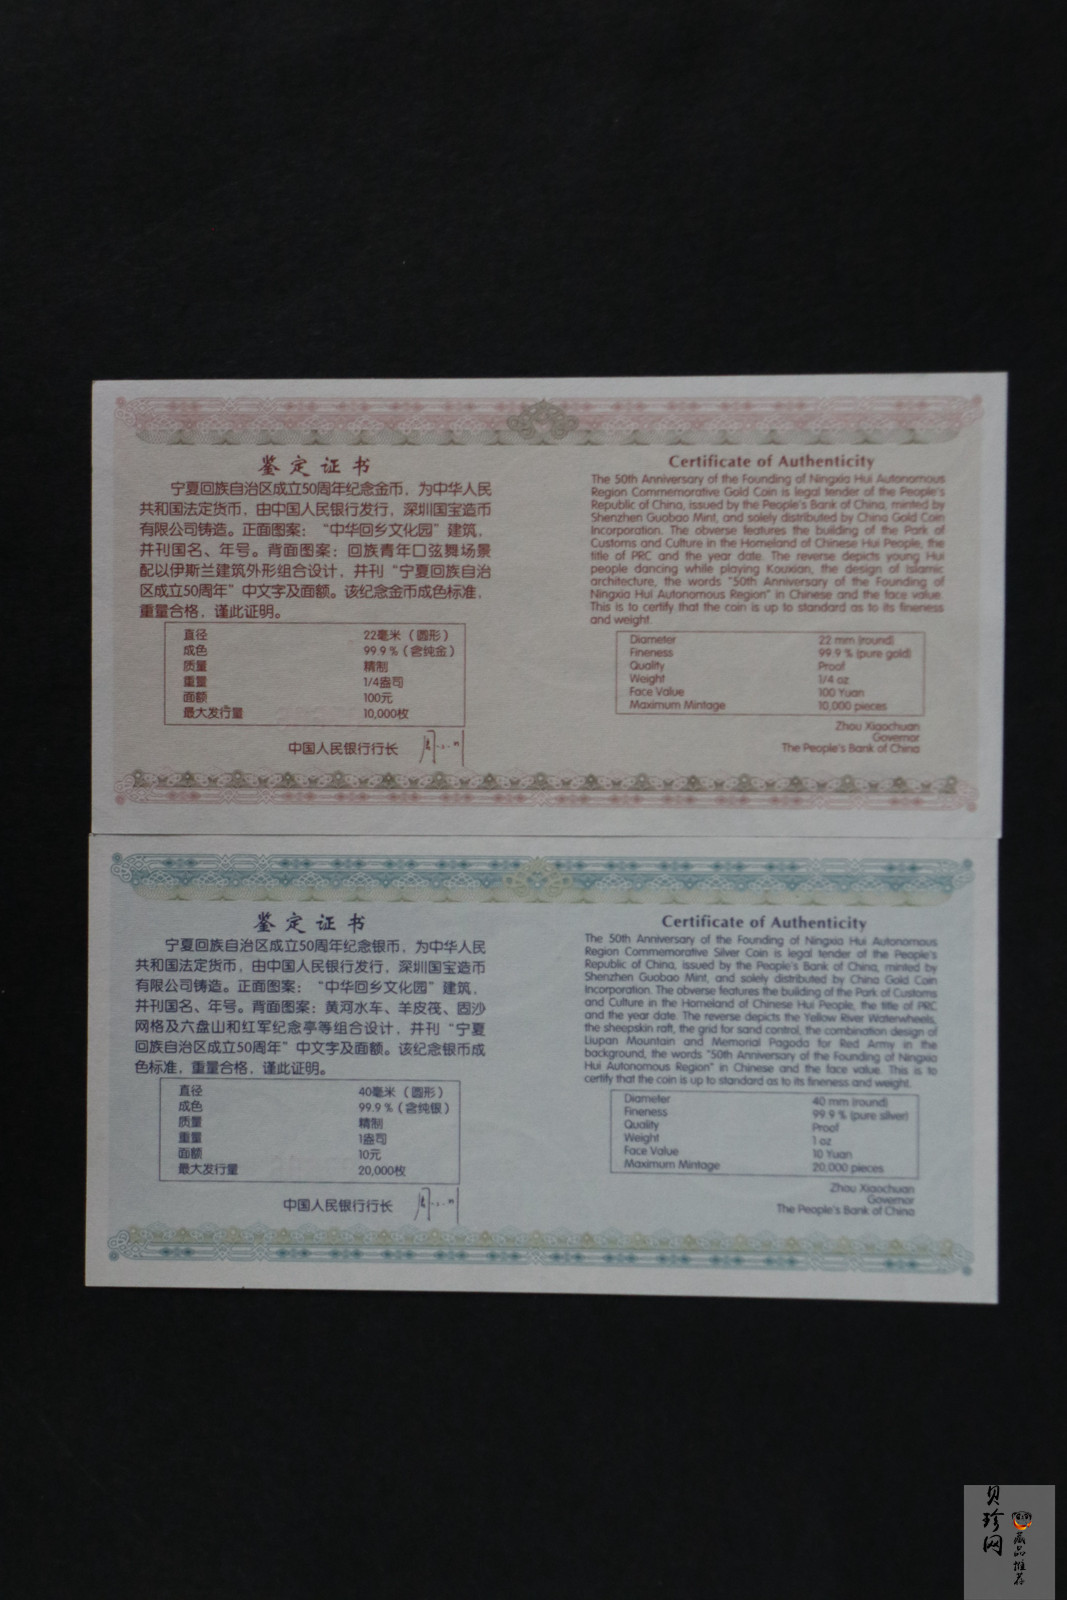 鉴定证书
宁夏回族自治区成立50周年纪念金币，为中华人民
共和国法定货币，由中国人民银行发行，深圳国宝造币
有限公司铸造。正面图案：“中华回乡文化园”建筑，
并刊国名、年号。背面图案：回族青年口弦舞场景
配以伊斯兰建筑外形组合设计，并刊“宁夏回族自治
区成立50周年”中文字及面额。该纪念金币成色标准，
重量合格，谨此证明。
直径 22毫米（圆形）
成色 99.9％（含纯金）
质量 精制
重量 1/4盎司
面额 100元
最大发行量 10,000枚
中国人民银行行长
Certificate of Authenticity
The 50th Anniversary of the Founding of Ningxia Hui Autonomous
Region Commemorative Gold Coin is legal tender of the People's
Republic of China, issued by the People's Bank of China, minted by
Shenzhen Guobao Mint, and solely distributed by China Gold Coin
Incorporation. The obverse features the building of the Park of
Customs and Culture in the Homeland of Chinese Hui People, the
title of PRC and the year date. The reverse depicts young Hui
people dancing while playing Kouxian, the design of Islamic
architecture, the words "50th Anniversary of the Founding of
Ningxia Hui Autonomous Region" in Chinese and the face value.
This is to certify that the coin is up to standard as to its fineness
and weight.
Diameter 22 mm (round)
Fineness 99.9 % (pure gold)
Quality Proof
Weight 1/4 oz
Face Value 100 Yuan
Maximum Mintage 10,000 pieces
Zhou Xiaochuan
Governor
The People's Bank of China
鉴定证书
宁夏回族自治区成立50周年纪念银币，为中华人民
共和国法定货币，由中国人民银行发行，深圳国宝造币
有限公司铸造。正面图案：“中华回乡文化园”建筑，
并刊国名、年号。背面图案：黄河水车、羊皮筏、固沙
网格及六盘山和红军纪念亭等组合设计，并刊“宁夏
回族自治区成立50周年”中文字及面额。该纪念银币成
色标准，重量合格，谨此证明。
直径 40毫米（圆形）
成色 99.9％（含纯银）
质量 精制
重量 1盎司
面额 10元
最大发行量 20,000枚
中国人民银行行长
Certificate of Authenticity
The 50th Anniversary of the Founding of Ningxia Hui Autonomous
Region Commemorative Silver Coin is legal tender of the People's
Republic of China, issued by the People's Bank of China, minted by
Shenzhen Guobao Mint, and solely distributed by China Gold Coin
Incorporation. The obverse features the building of the Park of Customs
and Culture in the Homeland of Chinese Hui People, the title of PRC
and the year date. The reverse depicts the Yellow River Waterwheels,
the sheepskin raft, the grid for sand control, the combination design of
Liupan Mountain and Memorial Pagoda for Red Army in the
background, the words "50th Anniversary of the Founding of Ningxia
Hui Autonomous Region" in Chinese and the face value. This is to
certify that the coin is up to standard as to its fineness and weight.
Diameter 40 mm (round)
Fineness 99.9 % (pure silver)
Quality Proof
Weight 1 oz
Face Value 10 Yuan
Maximum Mintage 20,000 pieces
Zhou Xiaochuan
Governor
The People's Bank of China
贝珍网
藏品推荐